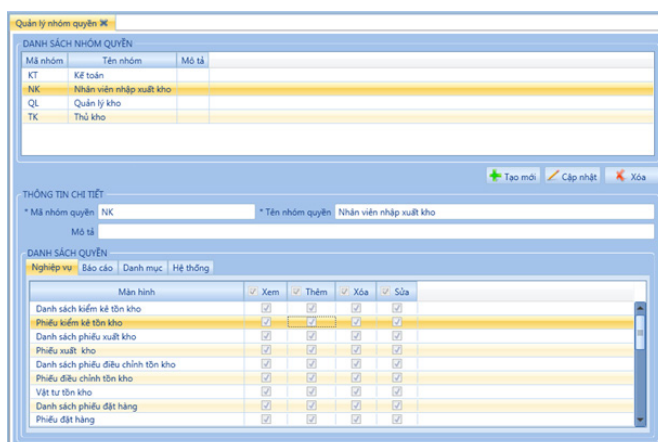 Quản lý nhóm quyền
DANH SÁCH NHÓM QUYỀN
Mã nhóm Tên nhóm Mô tả
KT Kế toán
NK Nhân viên nhập xuất kho
QL Quản lý kho
TK Thủ kho
Tạo mới Cập nhật Xóa
THÔNG TIN CHI TIẾT
* Mã nhóm quyền NK * Tên nhóm quyền Nhân viên nhập xuất kho
Mô tả
DANH SÁCH QUYỀN
Nghiệp vụ Báo cáo Danh mục Hệ thống
Màn hình Xem Thêm Xóa Sửa
Danh sách kiểm kê tồn kho
Phiếu kiểm kê tồn kho
Danh sách phiếu xuất kho
Phiếu xuất kho
Danh sách phiếu điều chỉnh tồn kho
Phiếu điều chỉnh tồn kho
Vật tư tồn kho
Danh sách phiếu đặt hàng
Phiếu đặt hàng